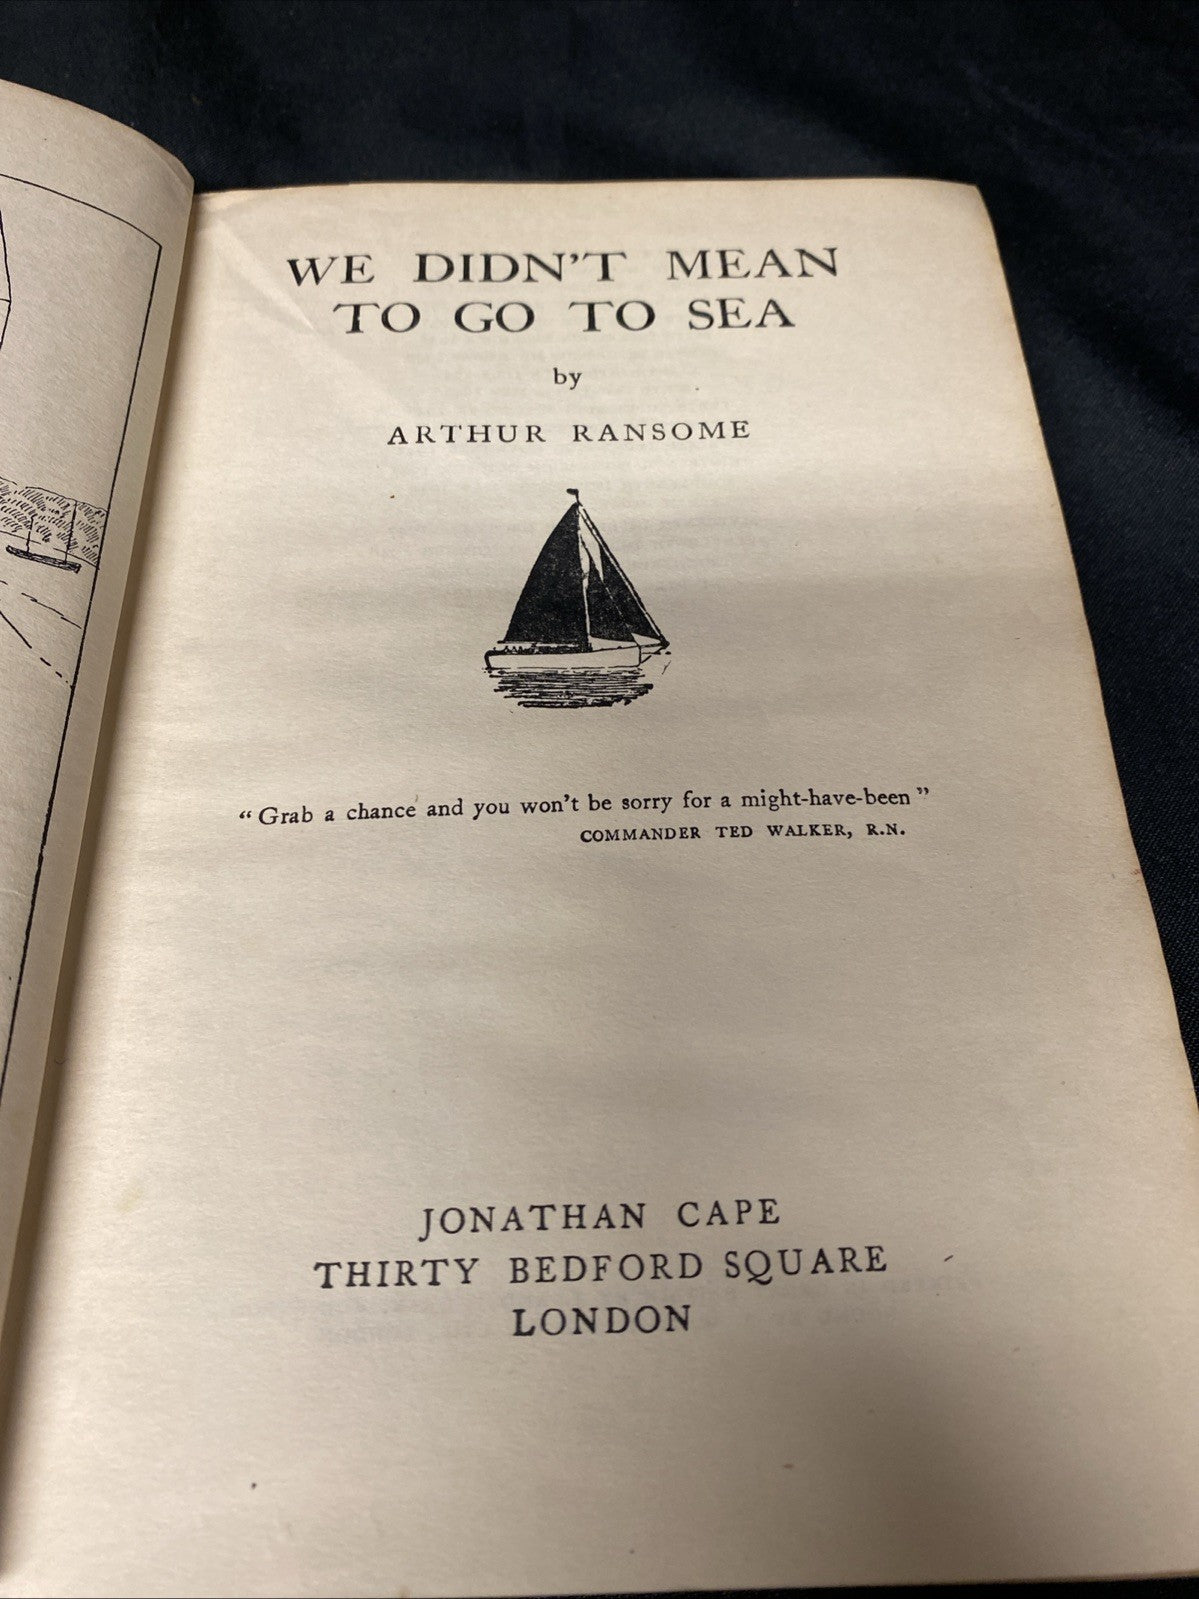 WE DIDN'T MEAN
TO GO TO SEA
by
ARTHUR RANSOME
“Grab a chance and you won't be sorry for a might-have-been”
COMMANDER TED WALKER, R.N.
JONATHAN CAPE
THIRTY BEDFORD SQUARE
LONDON